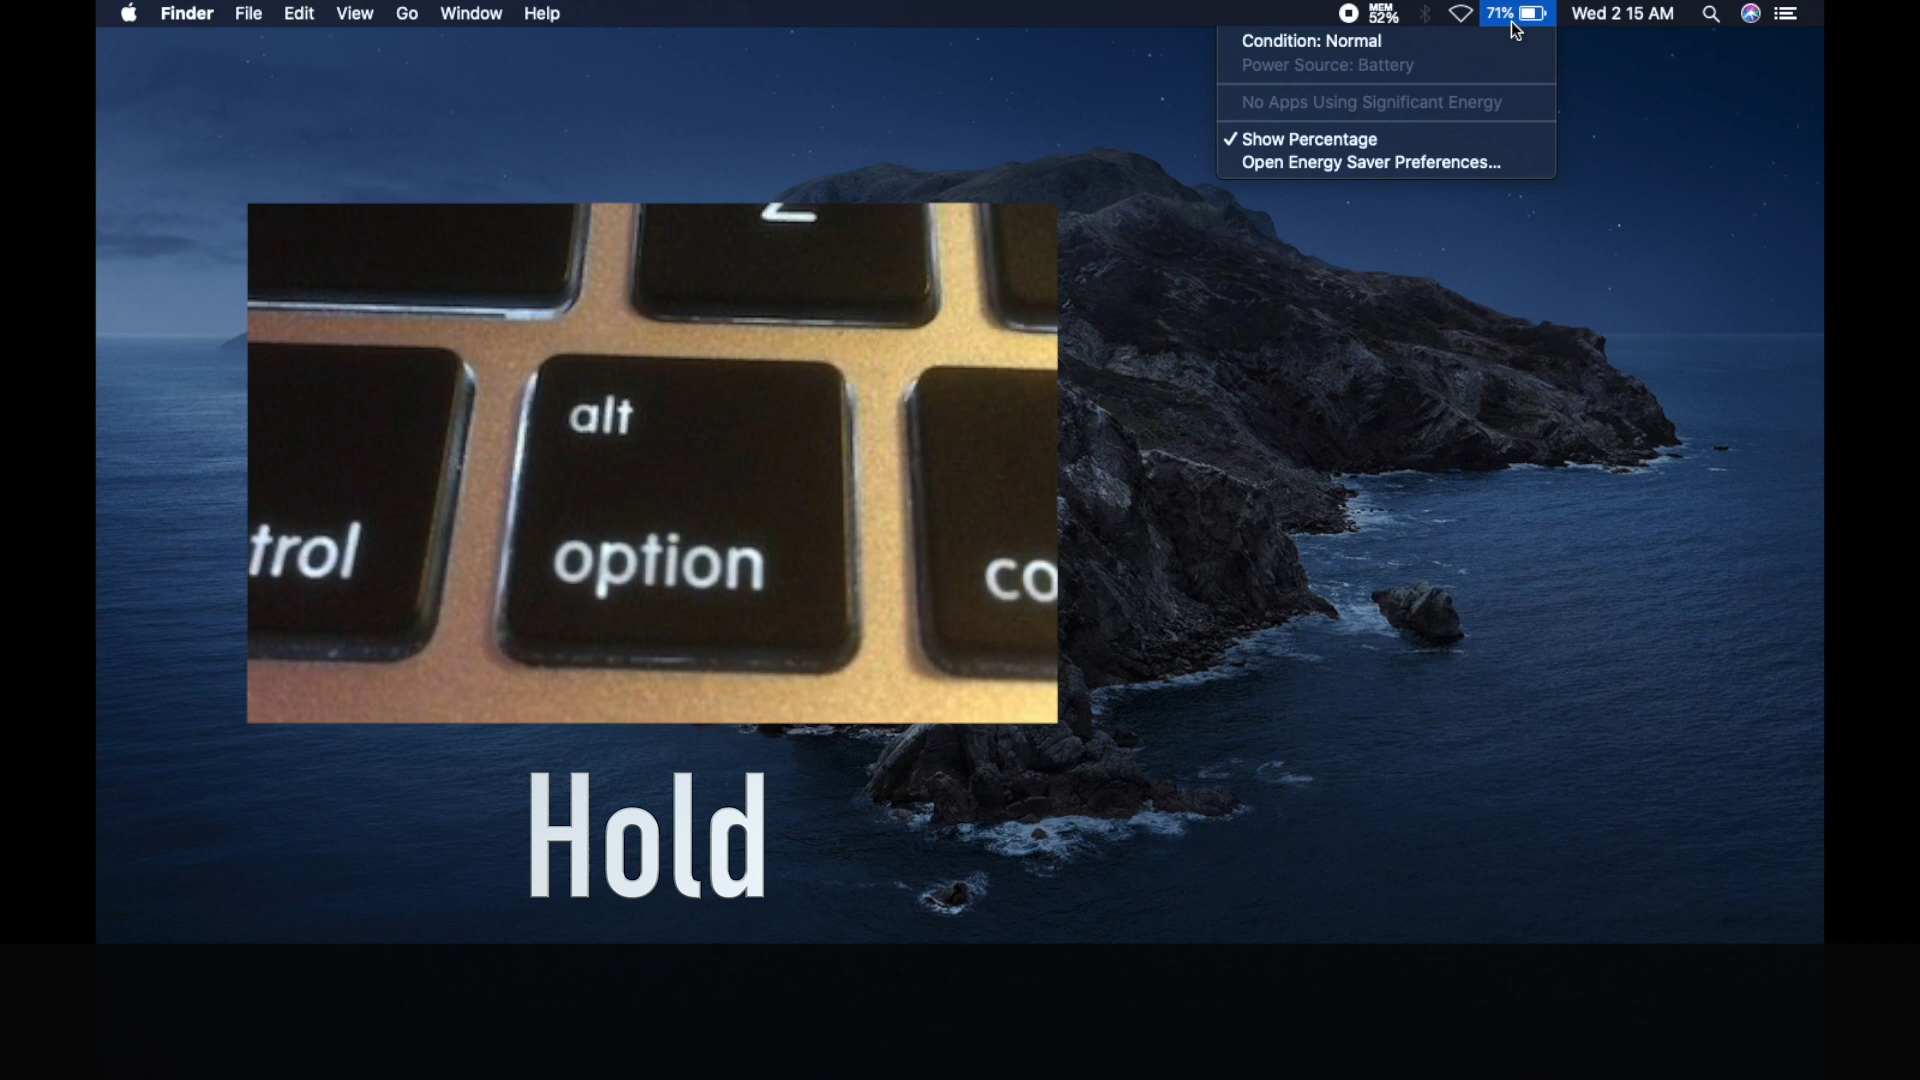 Finder File Edit View Go Window Help MEM 52% 71% Wed 2 15 AM
Condition: Normal
Power Source: Battery
No Apps Using Significant Energy
✓ Show Percentage
Open Energy Saver Preferences...
alt
trol option co
Hold